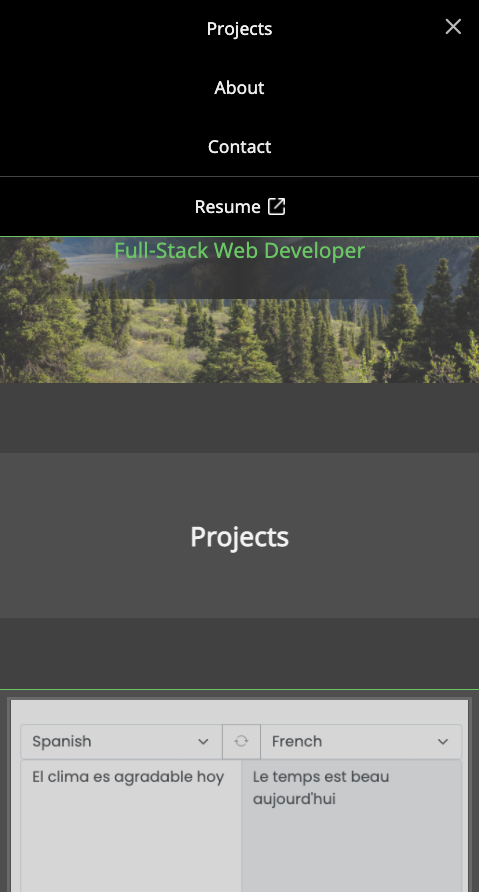 Projects
About
Contact
Resume
Full-Stack Web Developer
Projects
Spanish
French
El clima es agradable hoy
Le temps est beau
aujourd'hui